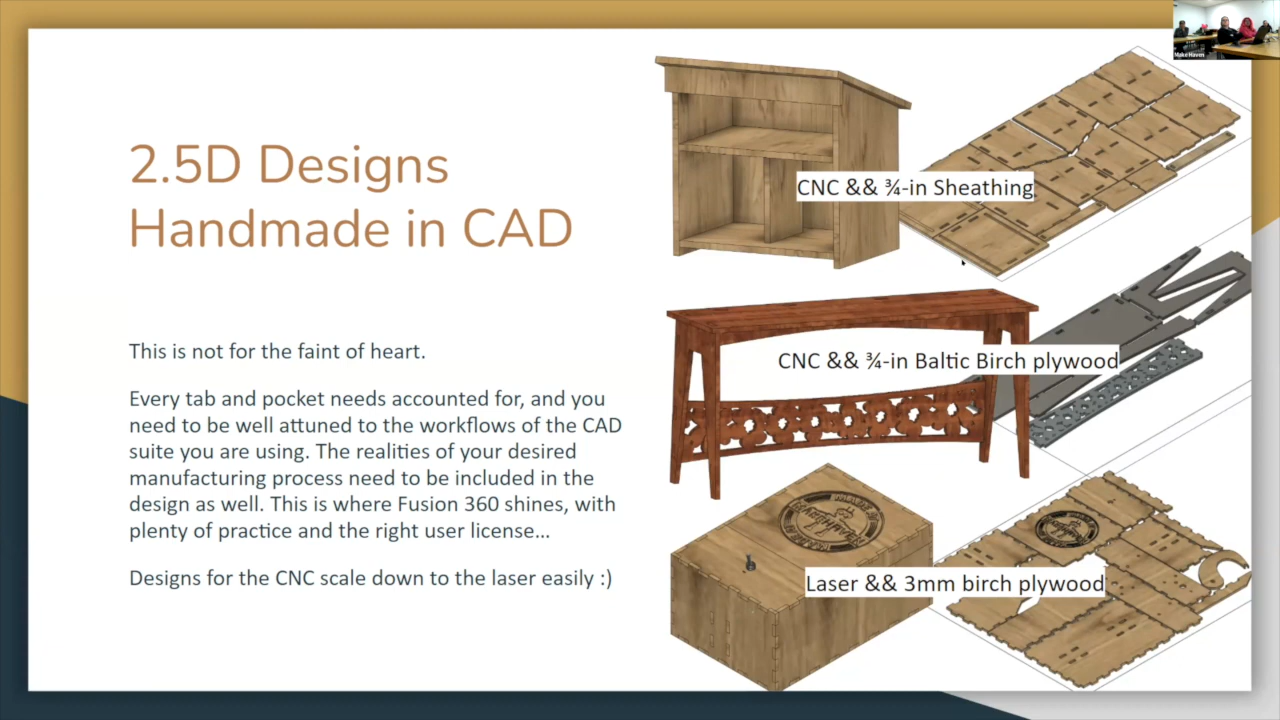 Make Haven
2.5D Designs
Handmade in CAD
This is not for the faint of heart.
Every tab and pocket needs accounted for, and you
need to be well attuned to the workflows of the CAD
suite you are using. The realities of your desired
manufacturing process need to be included in the
design as well. This is where Fusion 360 shines, with
plenty of practice and the right user license...
Designs for the CNC scale down to the laser easily :)
CNC && ¾-in Sheathing
CNC && ¾-in Baltic Birch plywood
Laser && 3mm birch plywood